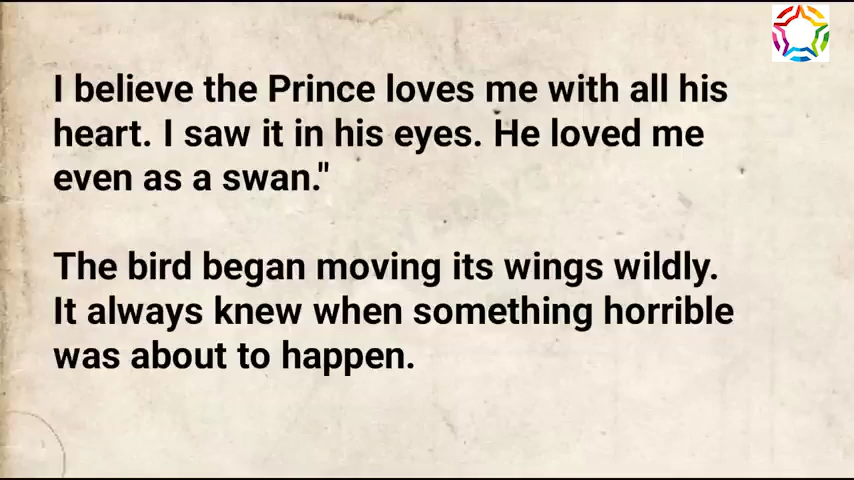 I believe the Prince loves me with all his
heart. I saw it in his eyes. He loved me
even as a swan."
The bird began moving its wings wildly.
It always knew when something horrible
was about to happen.